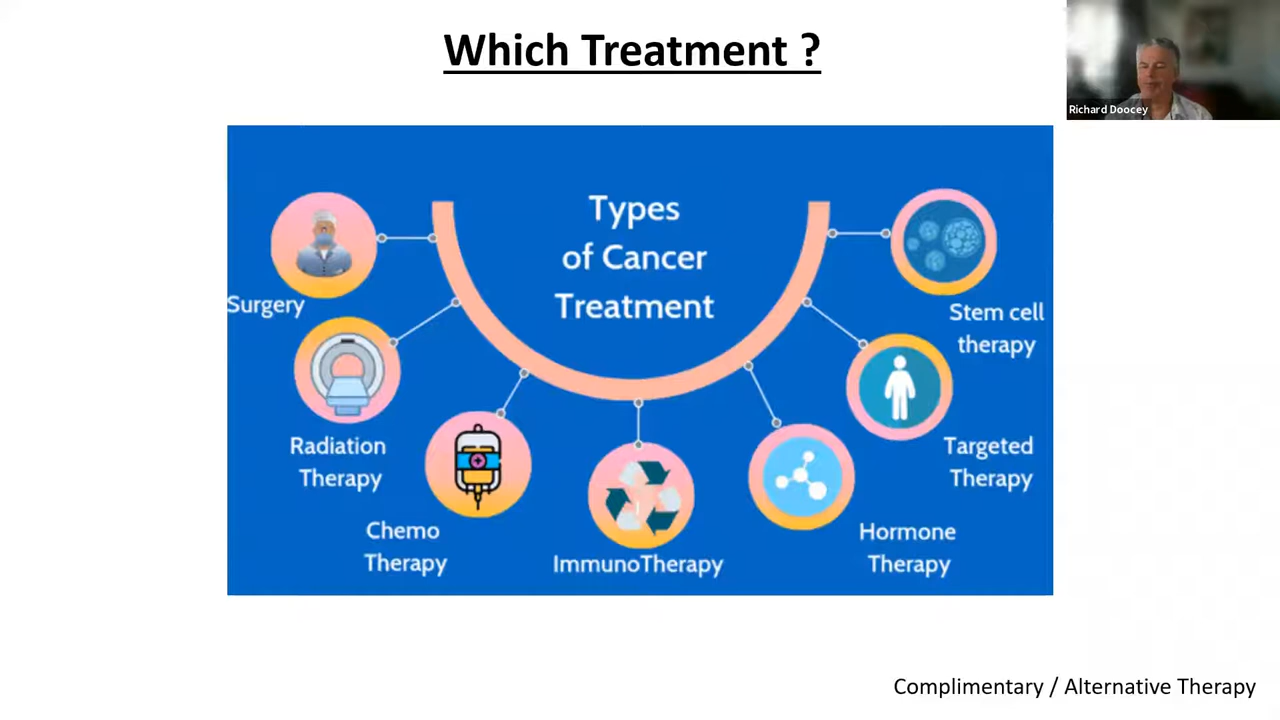 Which Treatment ?
Richard Doocey
Types
of Cancer
Treatment
Surgery
Radiation
Therapy
Chemo
Therapy
ImmunoTherapy
Hormone
Therapy
Targeted
Therapy
Stem cell
therapy
Complimentary / Alternative Therapy